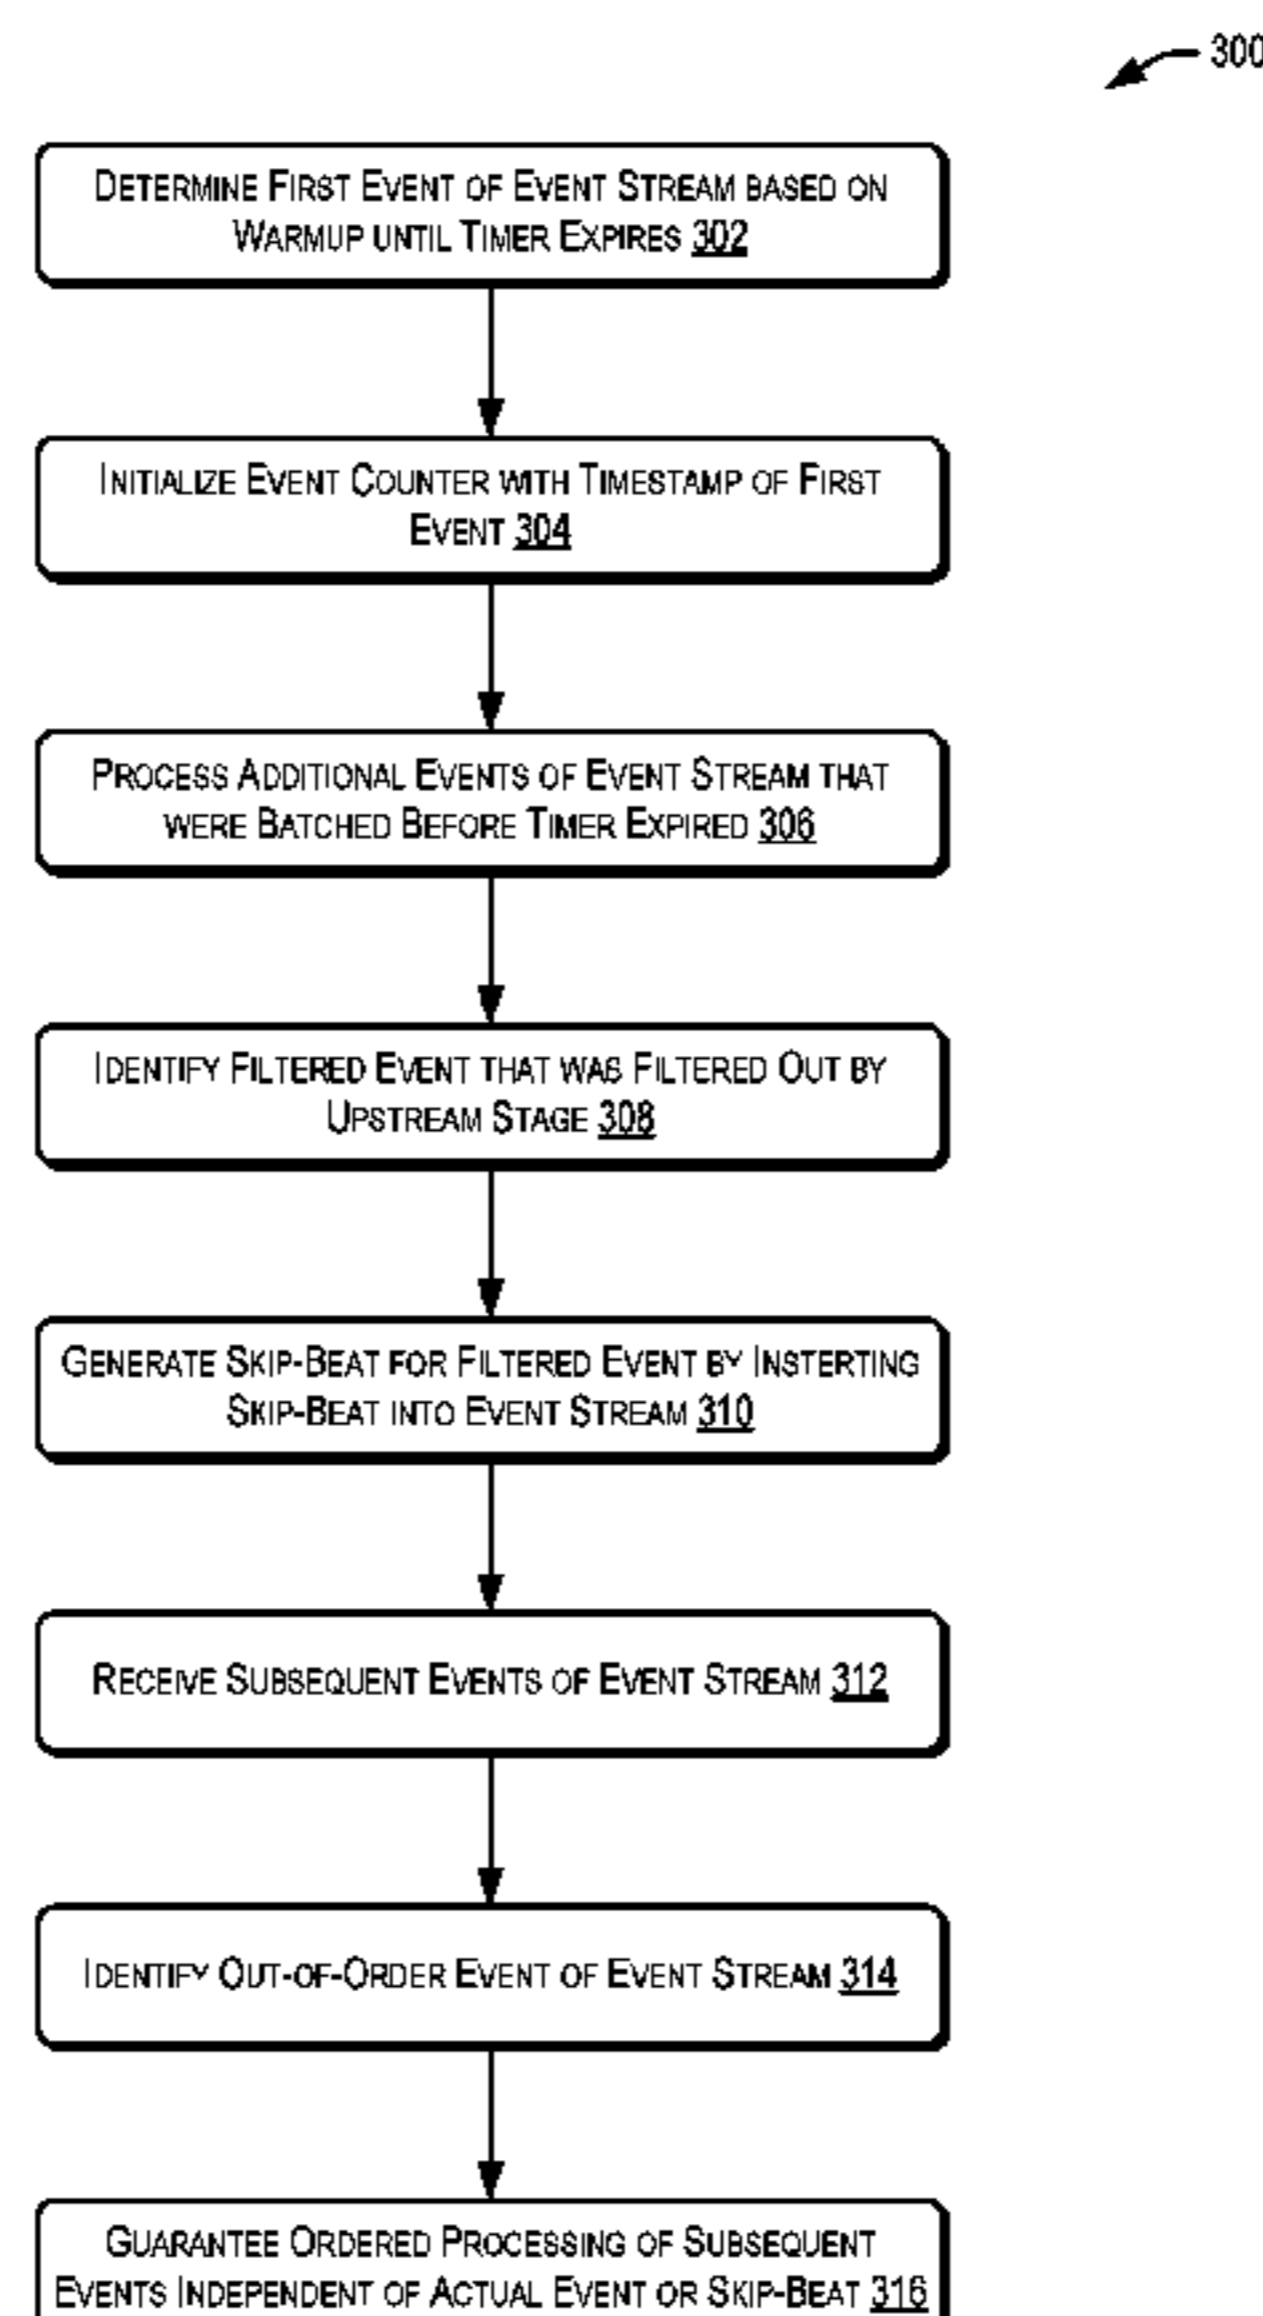 300
DETERMINE FIRST EVENT OF EVENT STREAM BASED ON
WARMUP UNTIL TIMER EXPIRES 302
INITIALIZE EVENT COUNTER WITH TIMESTAMP OF FIRST
EVENT 304
PROCESS ADDITIONAL EVENTS OF EVENT STREAM THAT
WERE BATCHED BEFORE TIMER EXPIRED 306
IDENTIFY FILTERED EVENT THAT WAS FILTERED OUT BY
UPSTREAM STAGE 308
GENERATE SKIP-BEAT FOR FILTERED EVENT BY INSTERTING
SKIP-BEAT INTO EVENT STREAM 310
RECEIVE SUBSEQUENT EVENTS OF EVENT STREAM 312
IDENTIFY OUT-OF-ORDER EVENT OF EVENT STREAM 314
GUARANTEE ORDERED PROCESSING OF SUBSEQUENT
EVENTS INDEPENDENT OF ACTUAL EVENT OR SKIP-BEAT 316